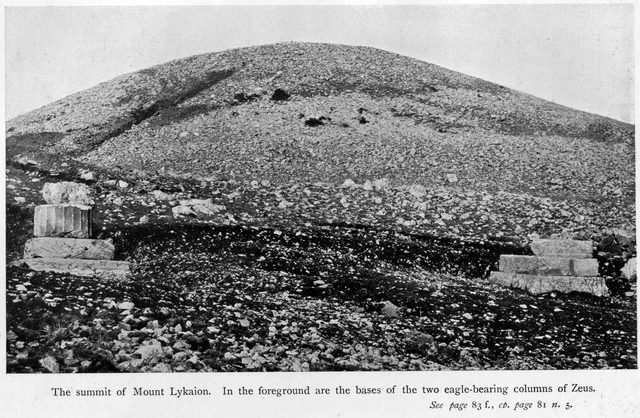 The summit of Mount Lykaion. In the foreground are the bases of the two eagle-bearing columns of Zeus.
See page 83 f., cp. page 81 n. 5.